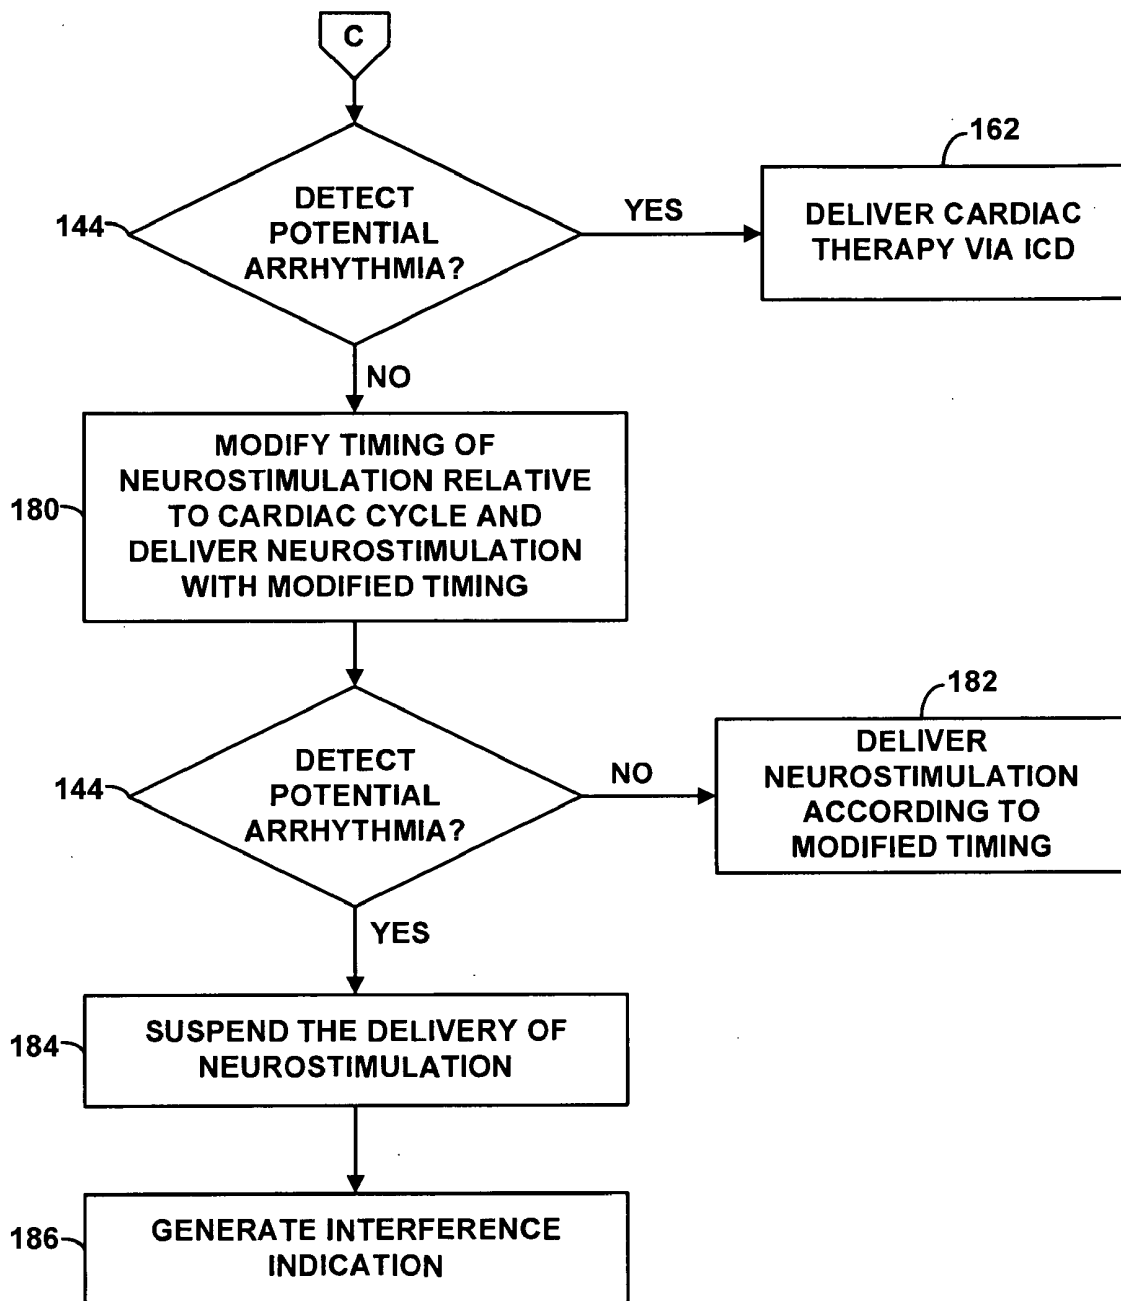 C
162
DETECT
POTENTIAL
ARRHYTHMIA?
144
YES
DELIVER CARDIAC
THERAPY VIA ICD
NO
MODIFY TIMING OF
NEUROSTIMULATION RELATIVE
TO CARDIAC CYCLE AND
DELIVER NEUROSTIMULATION
WITH MODIFIED TIMING
180
182
DETECT
POTENTIAL
ARRHYTHMIA?
144
NO
DELIVER
NEUROSTIMULATION
ACCORDING TO
MODIFIED TIMING
YES
184
SUSPEND THE DELIVERY OF
NEUROSTIMULATION
186
GENERATE INTERFERENCE
INDICATION